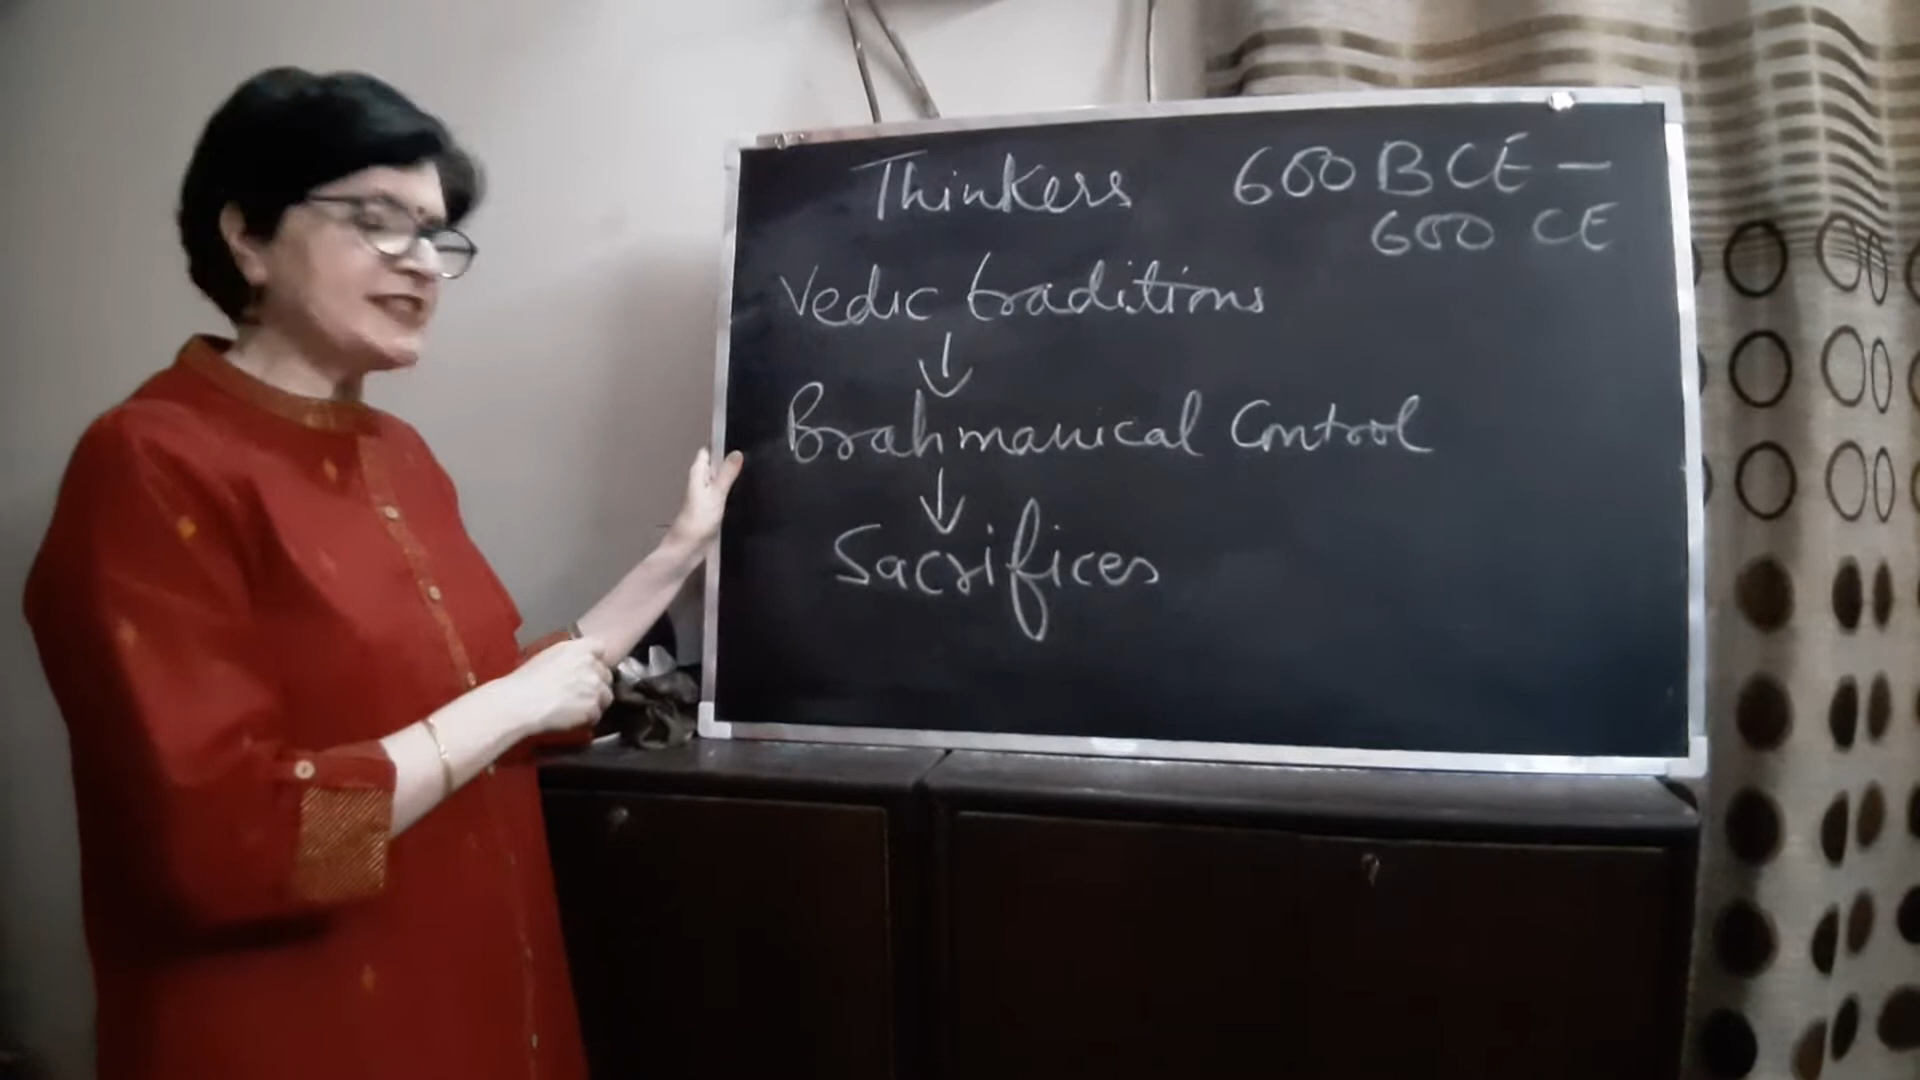 Thinkers 600 BCE –
600 CE
Vedic traditions
↓
Brahmanical Control
↓
Sacrifices